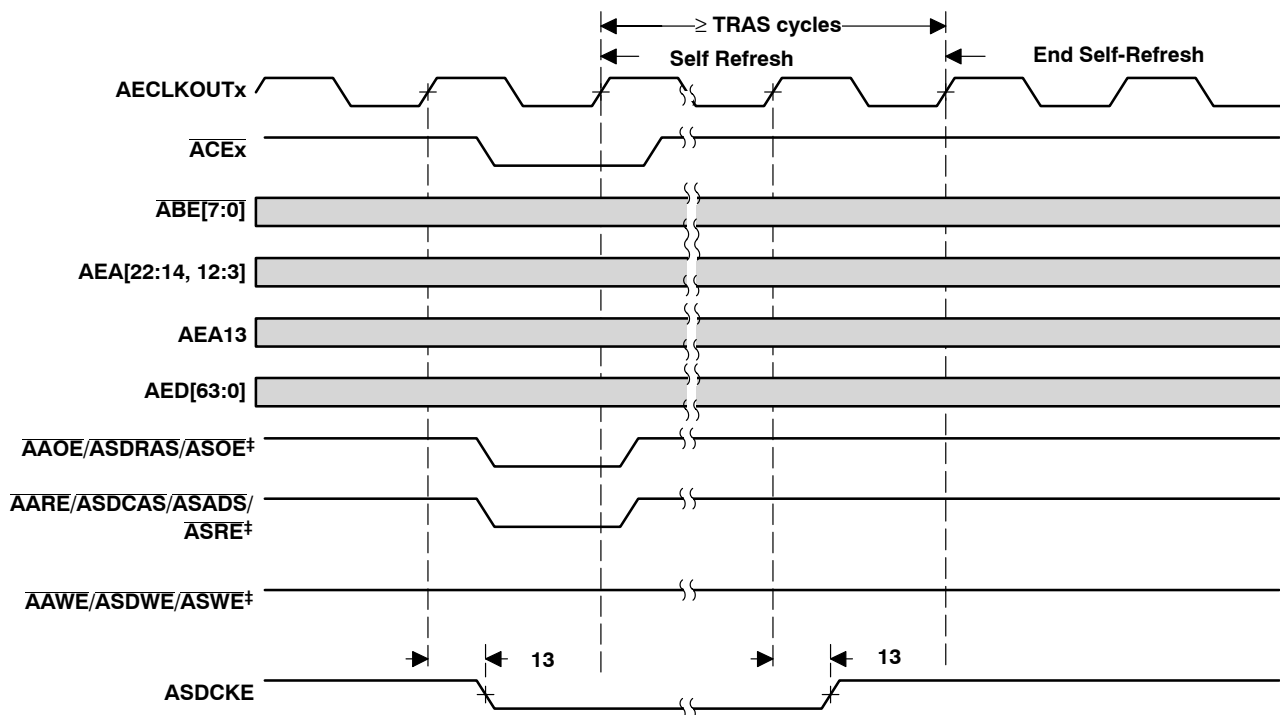 ≥ TRAS cycles
Self Refresh
End Self-Refresh
AECLKOUTx
ACEx
ABE[7:0]
AEA[22:14, 12:3]
AEA13
AED[63:0]
AAOE/ASDRAS/ASOE‡
AARE/ASDCAS/ASADS/
ASRE‡
AAWE/ASDWE/ASWE‡
13
13
ASDCKE